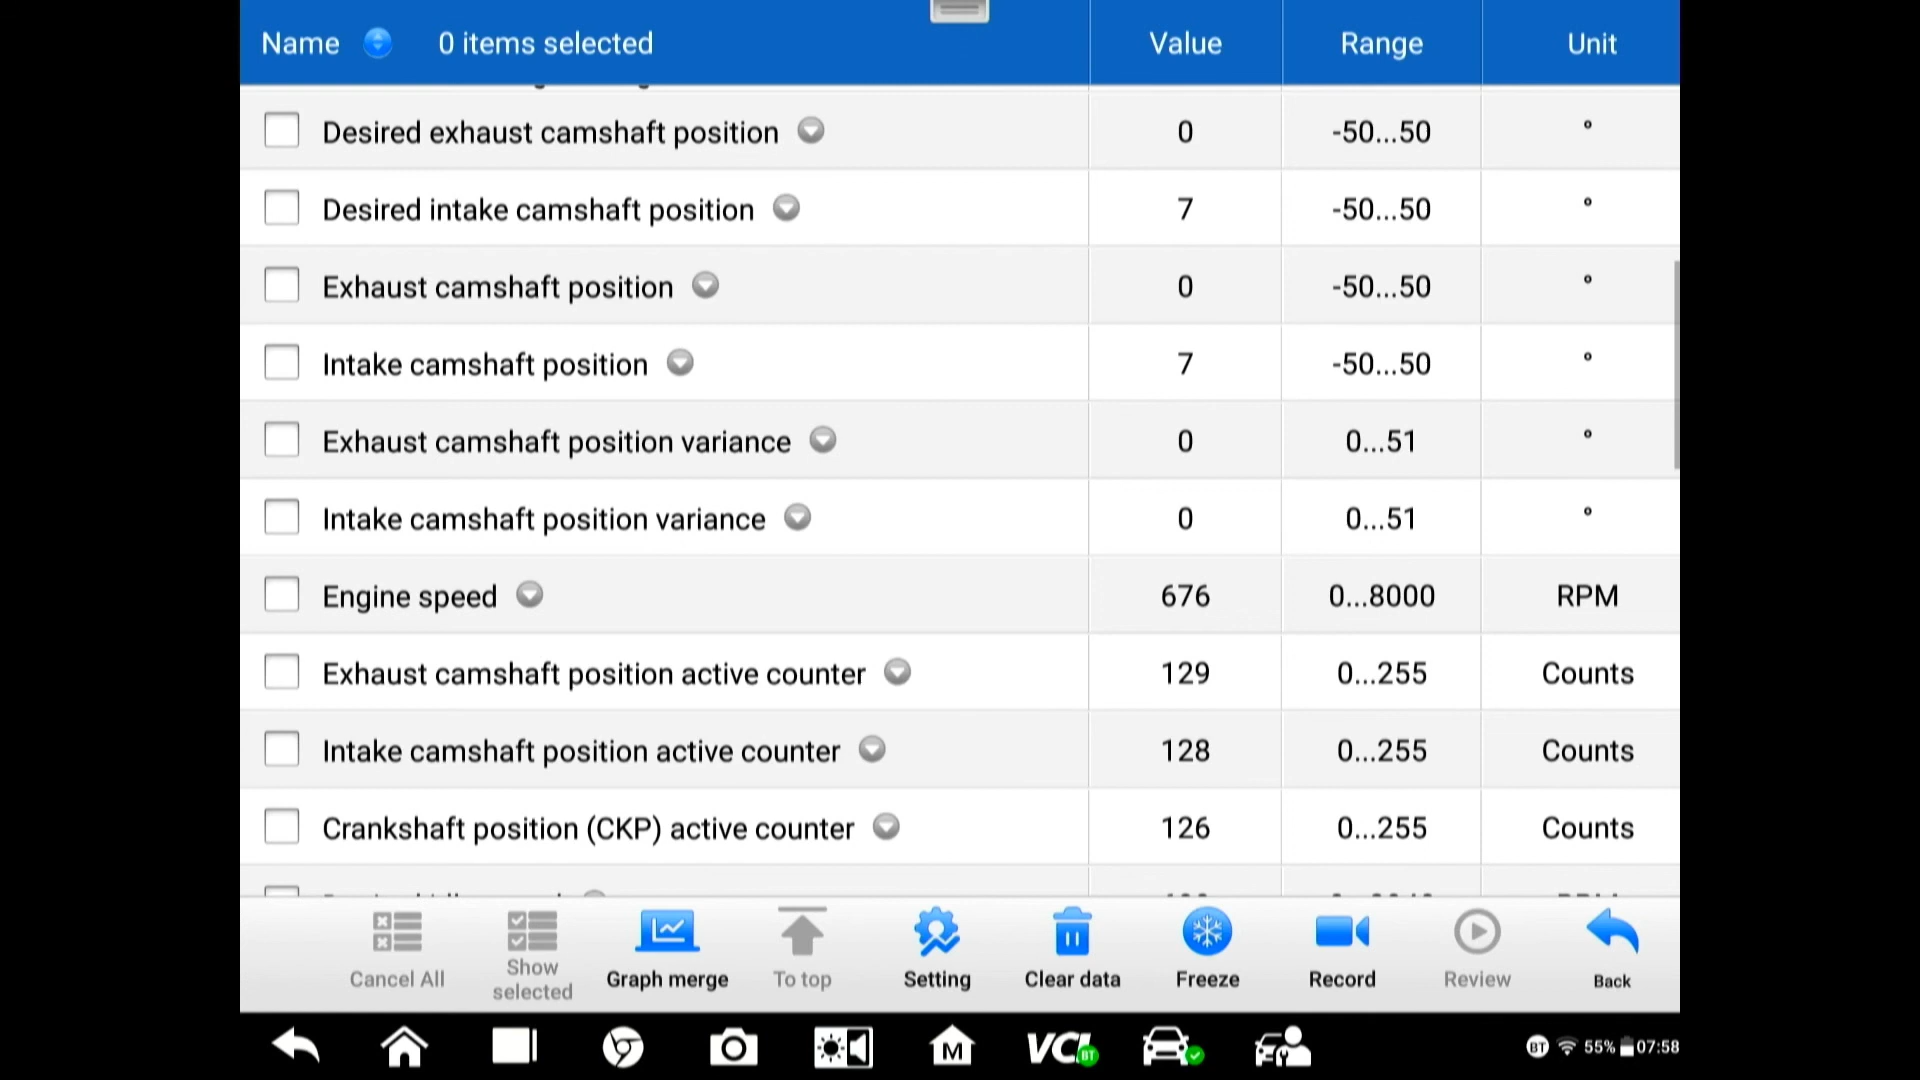 Name 0 items selected Value Range Unit
Desired exhaust camshaft position 0 -50...50 °
Desired intake camshaft position 7 -50...50 °
Exhaust camshaft position 0 -50...50 °
Intake camshaft position 7 -50...50 °
Exhaust camshaft position variance 0 0...51 °
Intake camshaft position variance 0 0...51 °
Engine speed 676 0...8000 RPM
Exhaust camshaft position active counter 129 0...255 Counts
Intake camshaft position active counter 128 0...255 Counts
Crankshaft position (CKP) active counter 126 0...255 Counts
Cancel All
Show
selected
Graph merge
To top
Setting
Clear data
Freeze
Record
Review
Back
M VCI BT BT 55% 07:58